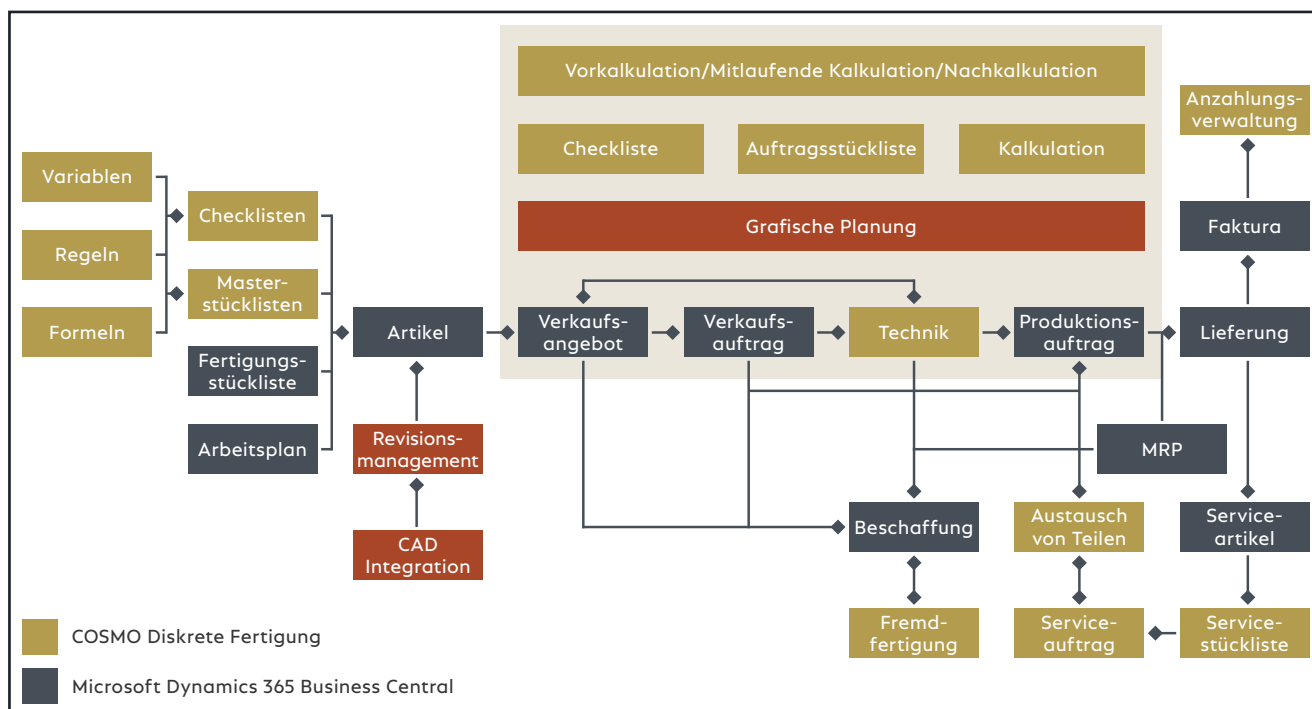 Vorkalkulation/Mitlaufende Kalkulation/Nachkalkulation
Anzahlungs-
verwaltung
Checkliste
Auftragsstückliste
Kalkulation
Variablen
Checklisten
Grafische Planung
Faktura
Regeln
Master-
stücklisten
Formeln
Artikel
Verkaufs-
angebot
Verkaufs-
auftrag
Technik
Produktions-
auftrag
Lieferung
Fertigungs-
stückliste
Arbeitsplan
Revisions-
management
MRP
CAD
Integration
Beschaffung
Austausch
von Teilen
Service-
artikel
Fremd-
fertigung
Service-
auftrag
Service-
stückliste
COSMO Diskrete Fertigung
Microsoft Dynamics 365 Business Central